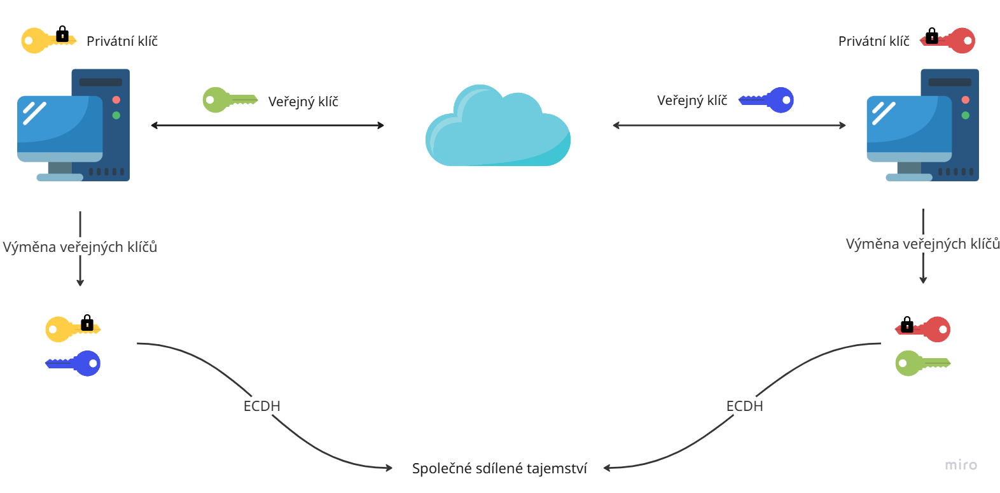 Privátní klíč
Privátní klíč
Veřejný klíč
Veřejný klíč
Výměna veřejných klíčů
Výměna veřejných klíčů
ECDH
ECDH
Společné sdílené tajemství
miro